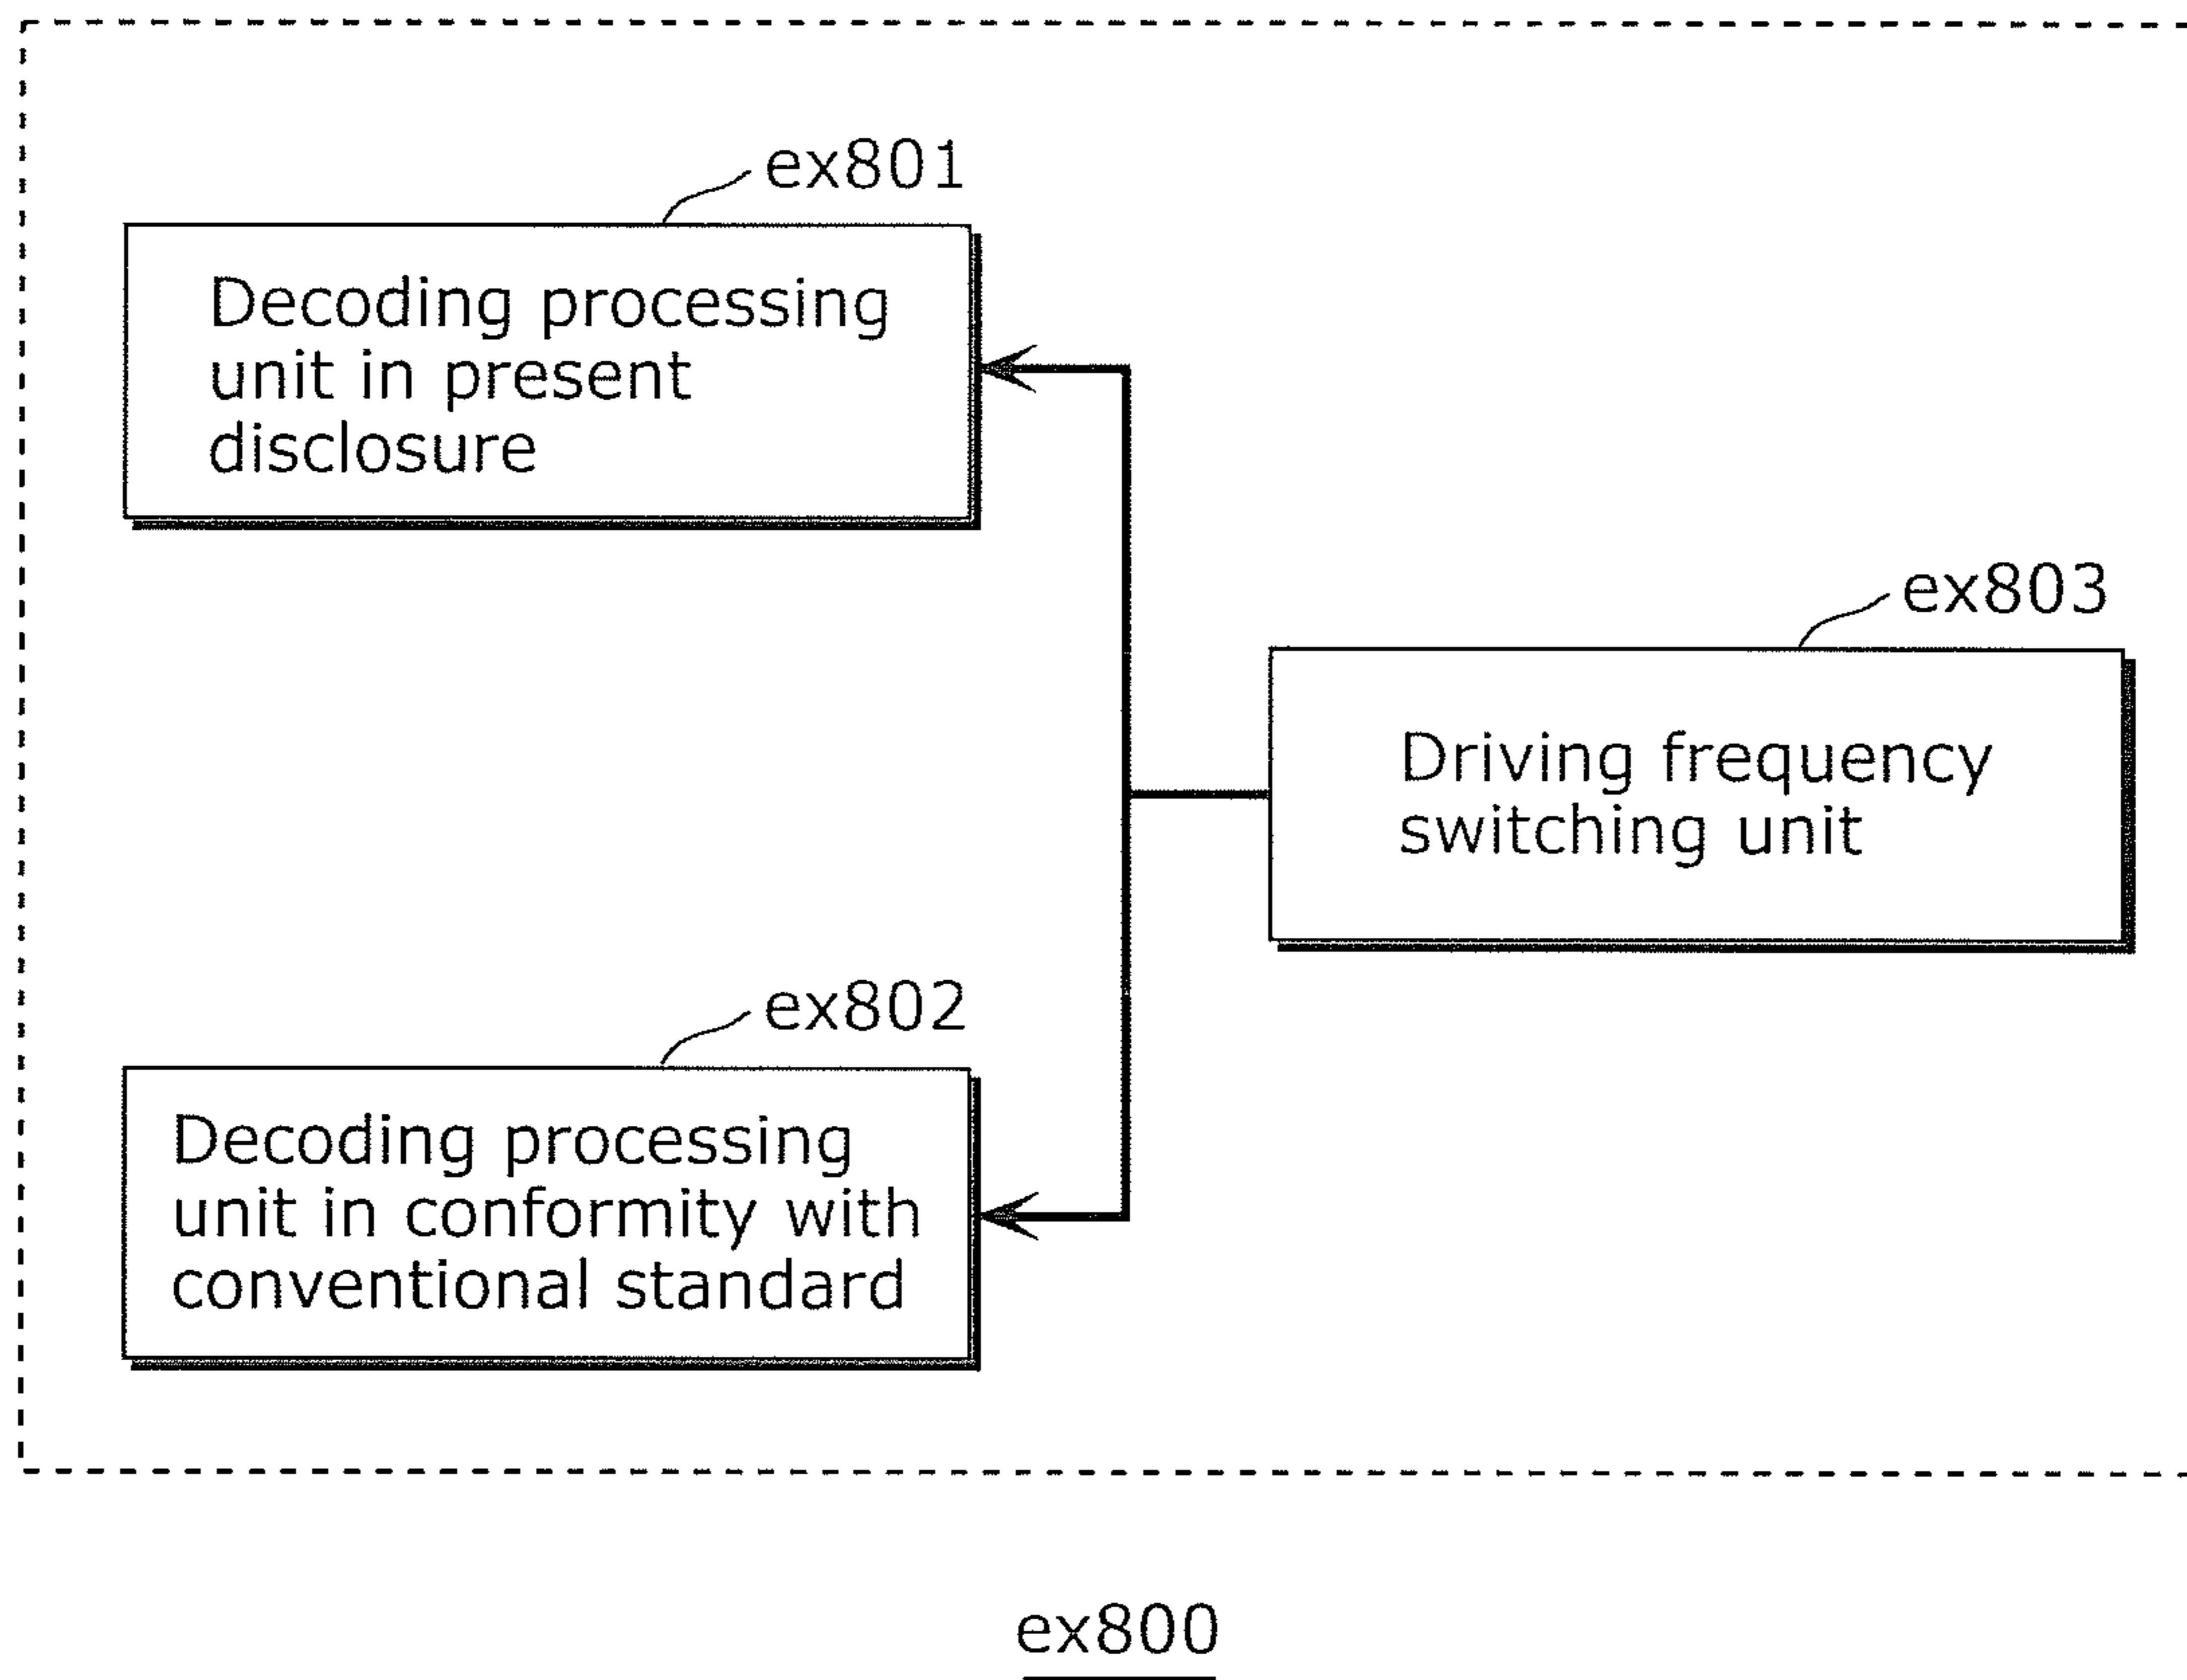 ex801
Decoding processing
unit in present
disclosure
ex803
Driving frequency
switching unit
ex802
Decoding processing
unit in conformity with
conventional standard
ex800